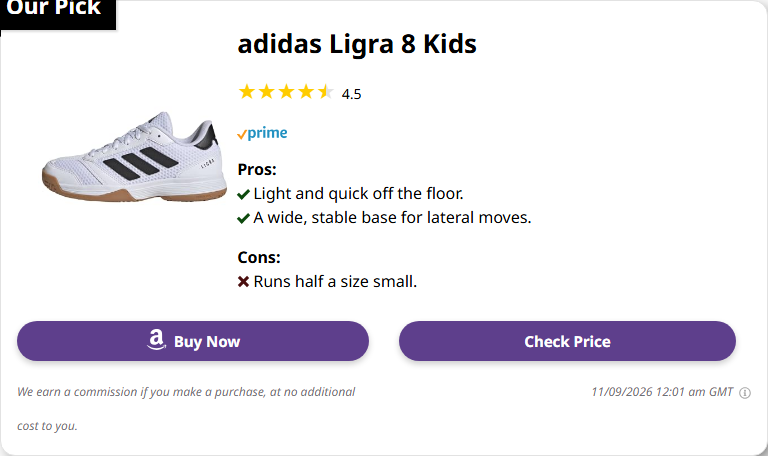 Our Pick
adidas Ligra 8 Kids
4.5
prime
LIGRA
Pros:
Light and quick off the floor.
A wide, stable base for lateral moves.
Cons:
Runs half a size small.
a Buy Now
Check Price
We earn a commission if you make a purchase, at no additional
cost to you.
11/09/2026 12:01 am GMT